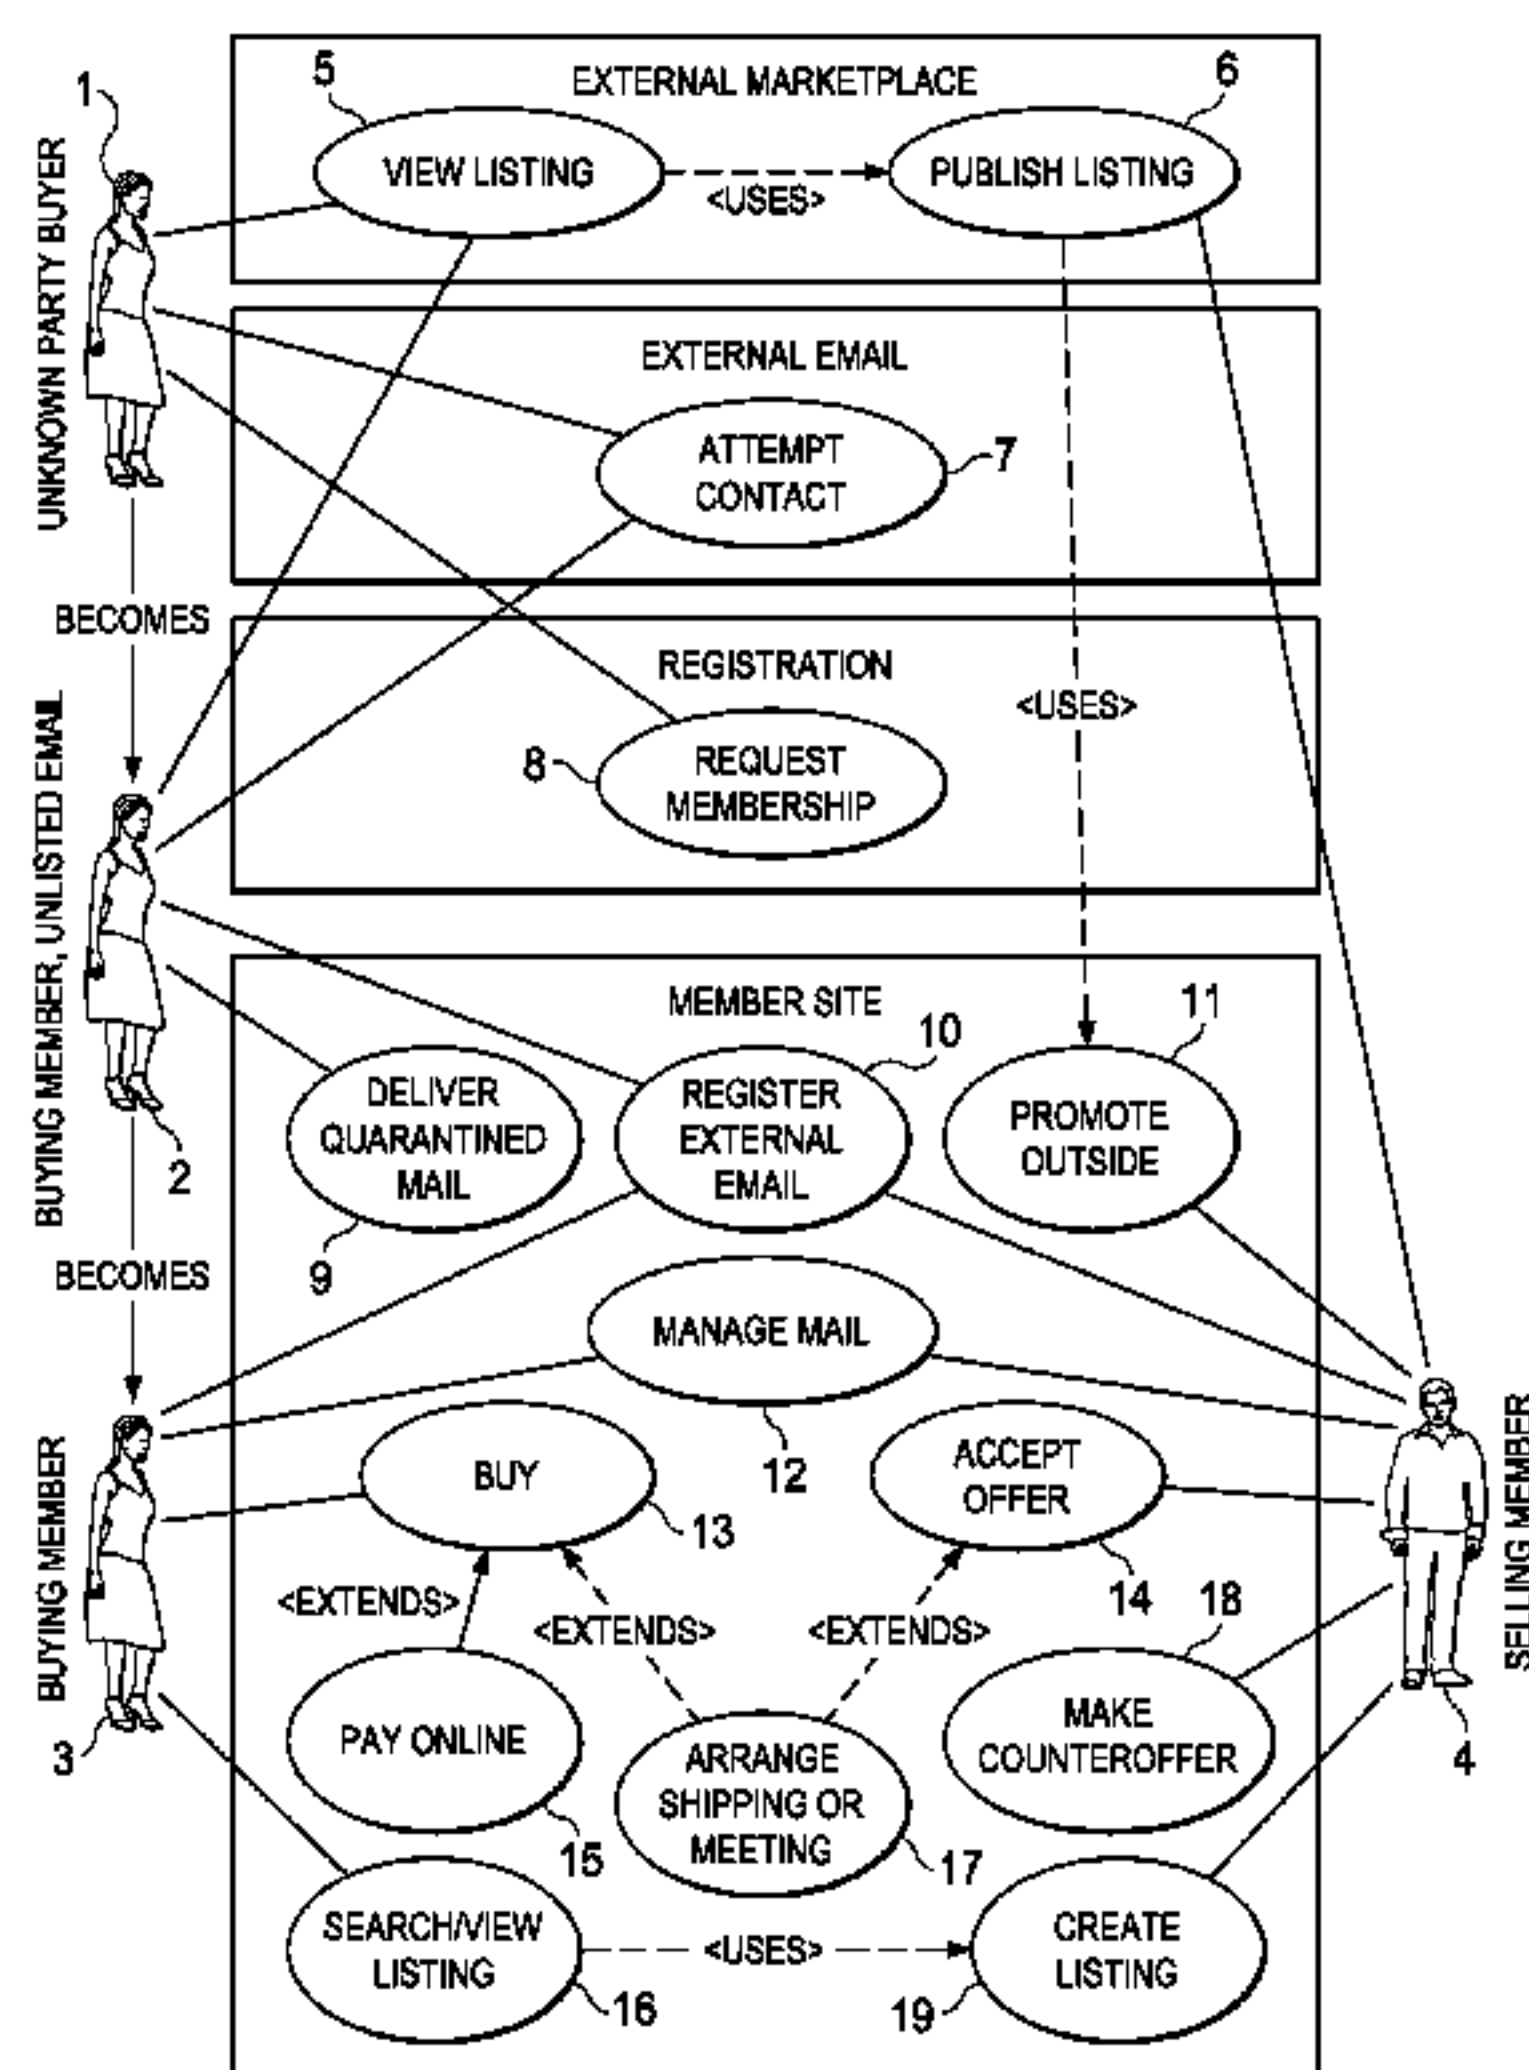 1
UNKNOWN PARTY BUYER
BECOMES
BUYING MEMBER, UNLISTED EMAIL
2
BECOMES
BUYING MEMBER
3
EXTERNAL MARKETPLACE
5
VIEW LISTING
<USES>
6
PUBLISH LISTING
EXTERNAL EMAIL
ATTEMPT
CONTACT
7
REGISTRATION
<USES>
8
REQUEST
MEMBERSHIP
MEMBER SITE
DELIVER
QUARANTINED
MAIL
9
10
REGISTER
EXTERNAL
EMAIL
11
PROMOTE
OUTSIDE
MANAGE MAIL
12
BUY
13
ACCEPT
OFFER
14
<EXTENDS>
<EXTENDS>
<EXTENDS>
18
PAY ONLINE
15
ARRANGE
SHIPPING OR
MEETING
17
MAKE
COUNTEROFFER
SEARCH/VIEW
LISTING
16
<USES>
CREATE
LISTING
19
SELLING MEMBER
4